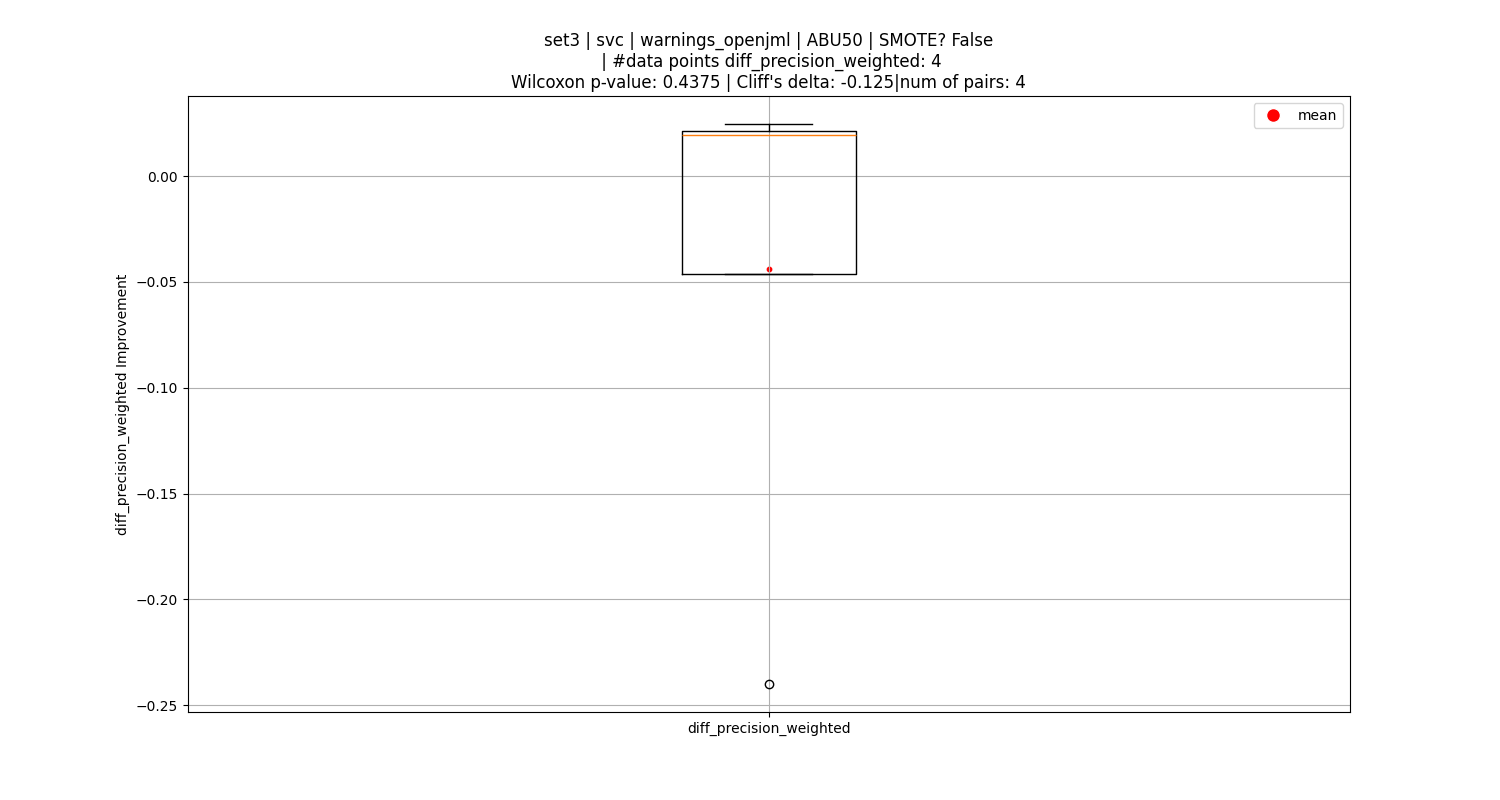 set3 | svc | warnings_openjml | ABU50 | SMOTE? False
| #data points diff_precision_weighted: 4
Wilcoxon p-value: 0.4375 | Cliff's delta: -0.125|num of pairs: 4
mean
0.00
−0.05
−0.10
−0.15
−0.20
−0.25
diff_precision_weighted Improvement
diff_precision_weighted